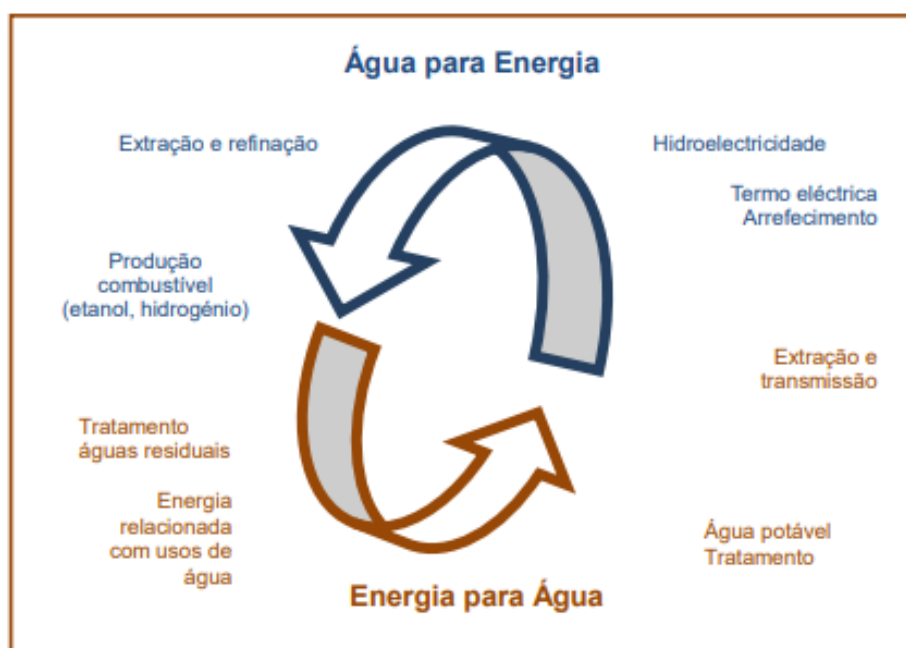 Água para Energia
Extração e refinação
Hidroelectricidade
Termo eléctrica
Arrefecimento
Produção
combustível
(etanol, hidrogénio)
Extração e
transmissão
Tratamento
águas residuais
Energia
relacionada
com usos de
água
Água potável
Tratamento
Energia para Água